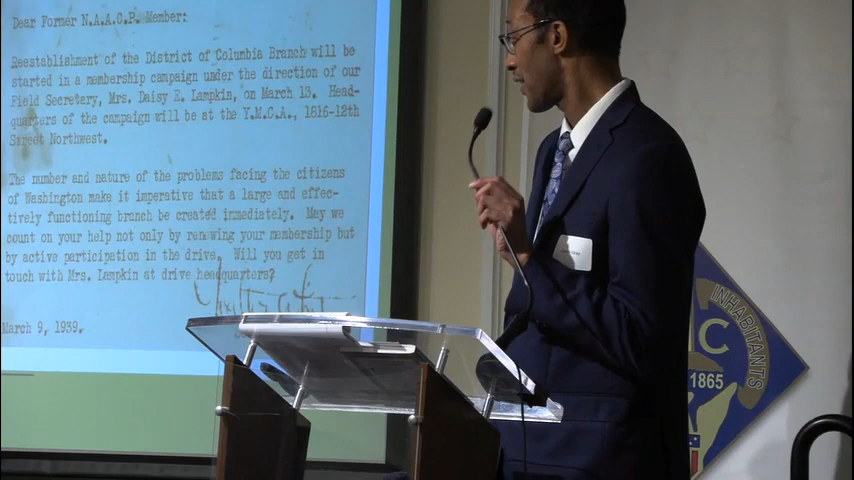 Dear Former N.A.A.C.P. Member:
Reestablishment of the District of Columbia Branch will be
started in a membership campaign under the direction of our
Field Secretary, Mrs. Daisy E. Lampkin, on March 13. Head-
quarters of the campaign will be at the Y.M.C.A., 1816-12th
Street Northwest.
The number and nature of the problems facing the citizens
of Washington make it imperative that a large and effec-
tively functioning branch be created immediately. May we
count on your help not only by renewing your membership but
by active participation in the drive. Will you get in
touch with Mrs. Lampkin at drive headquarters?
March 9, 1939.
INHABITANTS
C
1865